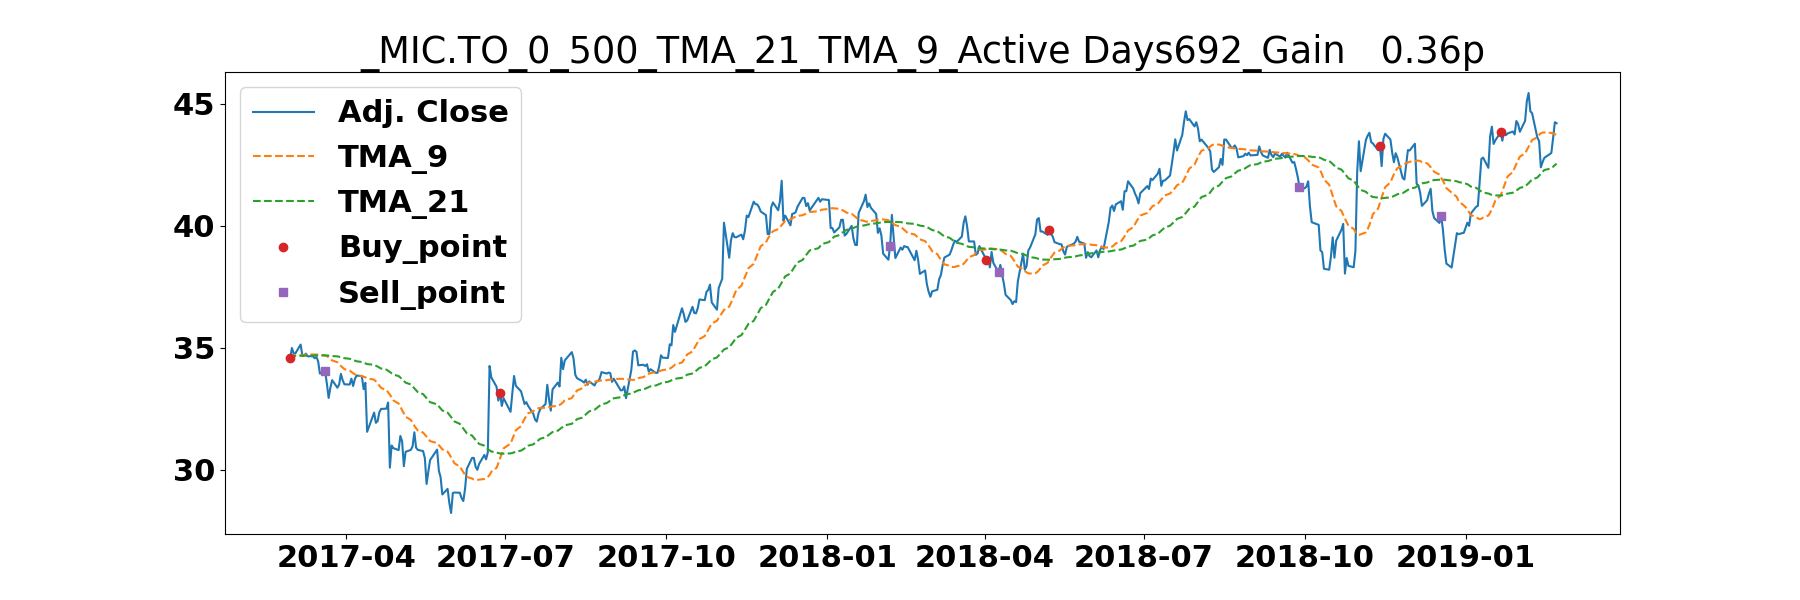 _MIC.TO_0_500_TMA_21_TMA_9_Active Days692_Gain   0.36p
45
40
35
30
Adj. Close
TMA_9
TMA_21
Buy_point
Sell_point
2017-04 2017-07 2017-10 2018-01 2018-04 2018-07 2018-10 2019-01